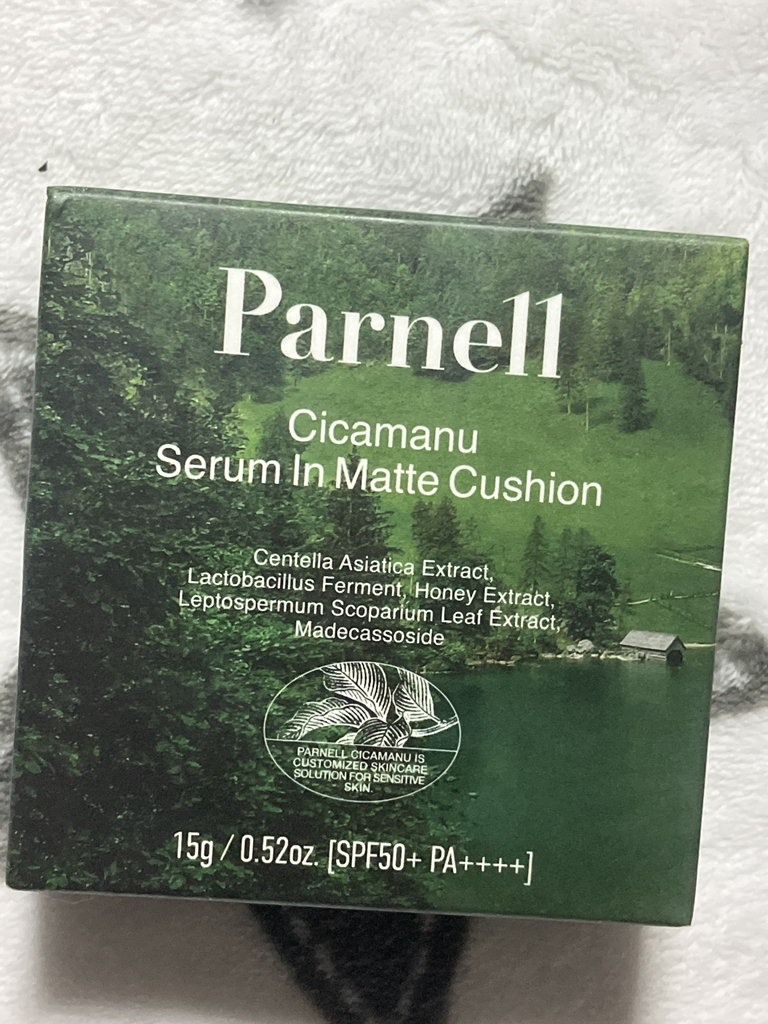 Parnell
Cicamanu
Serum In Matte Cushion
Centella Asiatica Extract,
Lactobacillus Ferment, Honey Extract,
Leptospermum Scoparium Leaf Extract,
Madecassoside
PARNELL CICAMANU IS
CUSTOMIZED SKINCARE
SOLUTION FOR SENSITIVE
SKIN.
15g / 0.52oz. [SPF50+ PA++++]